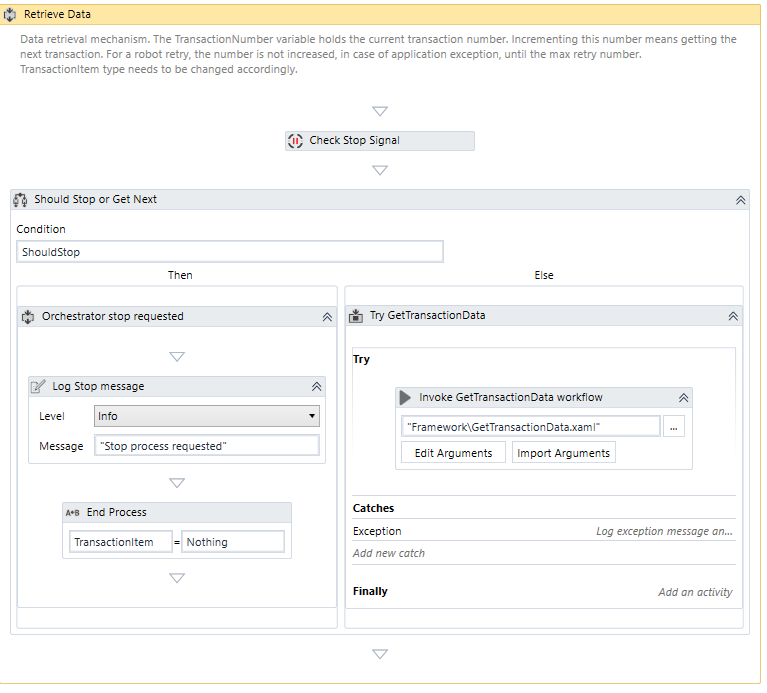 Retrieve Data
Data retrieval mechanism. The TransactionNumber variable holds the current transaction number. Incrementing this number means getting the
next transaction. For a robot retry, the number is not increased, in case of application exception, until the max retry number.
TransactionItem type needs to be changed accordingly.
Check Stop Signal
Should Stop or Get Next
Condition
ShouldStop
Then
Else
Orchestrator stop requested
Log Stop message
Level Info
Message "Stop process requested"
A*B End Process
TransactionItem = Nothing
Try GetTransactionData
Try
Invoke GetTransactionData workflow
"Framework\GetTransactionData.xaml" ...
Edit Arguments Import Arguments
Catches
Exception Log exception message an...
Add new catch
Finally Add an activity